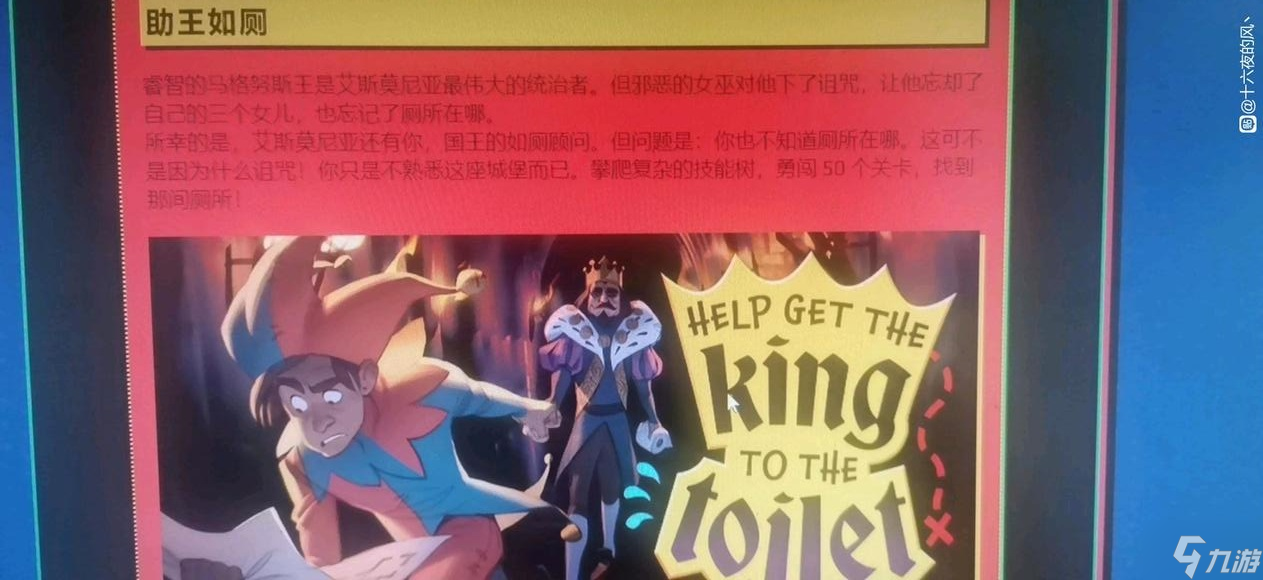 助王如厕
睿智的马格努斯王是艾斯莫尼亚最伟大的统治者。但邪恶的女巫对他下了诅咒，让他忘却了
自己的三个女儿，也忘记了厕所在哪。
所幸的是，艾斯莫尼亚还有你，国王的如厕顾问。但问题是：你也不知道厕所在哪。这可不
是因为什么诅咒！你只是不熟悉这座城堡而已。攀爬复杂的技能树，勇闯 50 个关卡，找到
那间厕所！
HELP GET THE
king
TO THE
toilet
贴@十六夜的风丶
九游